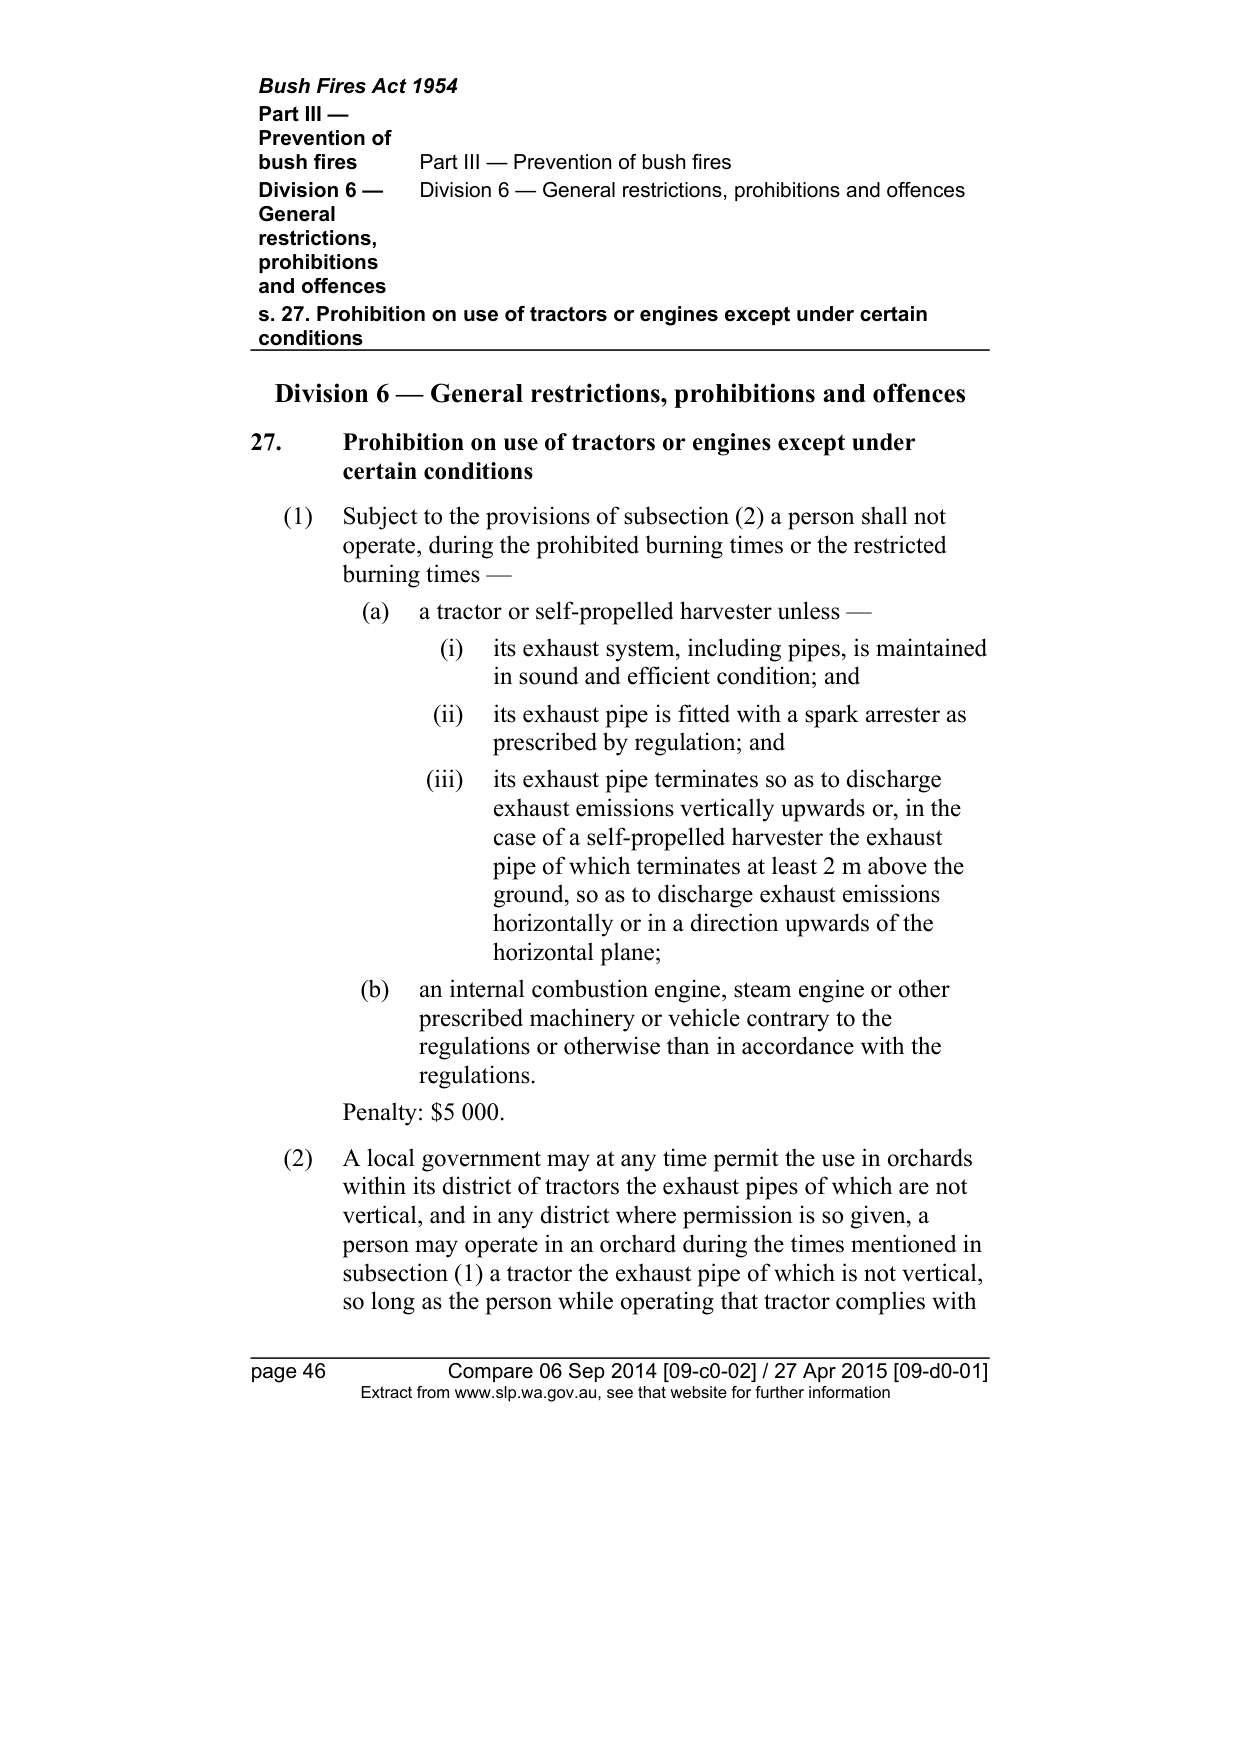 Bush Fires Act 1954
Part III —
Prevention of
bush fires
Part III — Prevention of bush fires
Division 6 —
General
restrictions,
prohibitions
and offences
Division 6 — General restrictions, prohibitions and offences
s. 27. Prohibition on use of tractors or engines except under certain
conditions
Division 6 — General restrictions, prohibitions and offences
27. Prohibition on use of tractors or engines except under
certain conditions
(1) Subject to the provisions of subsection (2) a person shall not
operate, during the prohibited burning times or the restricted
burning times —
(a) a tractor or self-propelled harvester unless —
(i) its exhaust system, including pipes, is maintained
in sound and efficient condition; and
(ii) its exhaust pipe is fitted with a spark arrester as
prescribed by regulation; and
(iii) its exhaust pipe terminates so as to discharge
exhaust emissions vertically upwards or, in the
case of a self-propelled harvester the exhaust
pipe of which terminates at least 2 m above the
ground, so as to discharge exhaust emissions
horizontally or in a direction upwards of the
horizontal plane;
(b) an internal combustion engine, steam engine or other
prescribed machinery or vehicle contrary to the
regulations or otherwise than in accordance with the
regulations.
Penalty: $5 000.
(2) A local government may at any time permit the use in orchards
within its district of tractors the exhaust pipes of which are not
vertical, and in any district where permission is so given, a
person may operate in an orchard during the times mentioned in
subsection (1) a tractor the exhaust pipe of which is not vertical,
so long as the person while operating that tractor complies with
page 46 Compare 06 Sep 2014 [09-c0-02] / 27 Apr 2015 [09-d0-01]
Extract from www.slp.wa.gov.au, see that website for further information